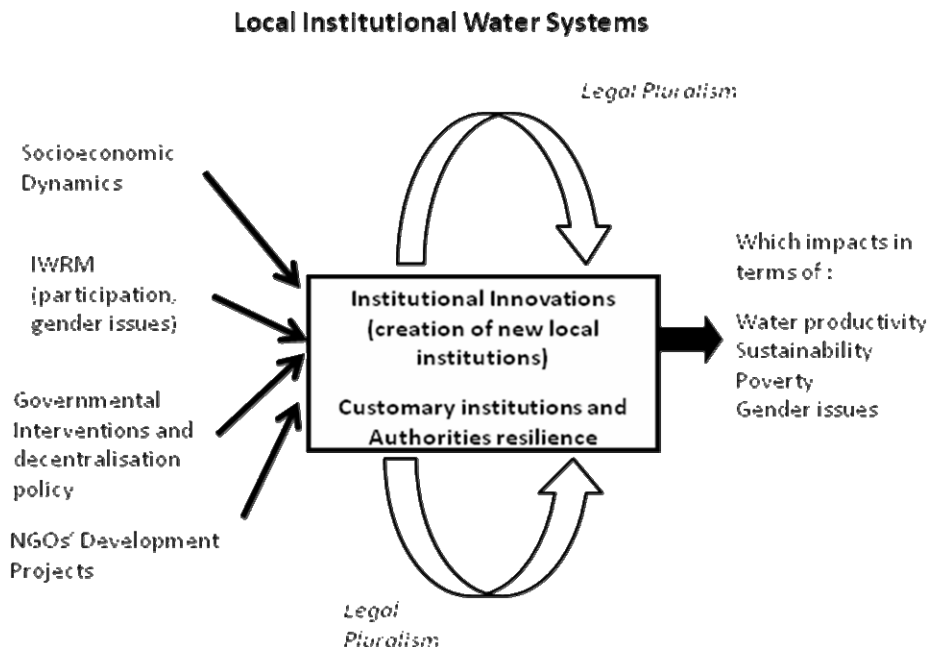 Local Institutional Water Systems
Legal Pluralism
Socioeconomic
Dynamics
IWRM
(participation,
gender issues)
Governmental
Interventions and
decentralisation
policy
NGOs' Development
Projects
Institutional Innovations
(creation of new local
institutions)
Customary institutions and
Authorities resilience
Which impacts in
terms of :
Water productivity
Sustainability
Poverty
Gender issues
Legal
Pluralism